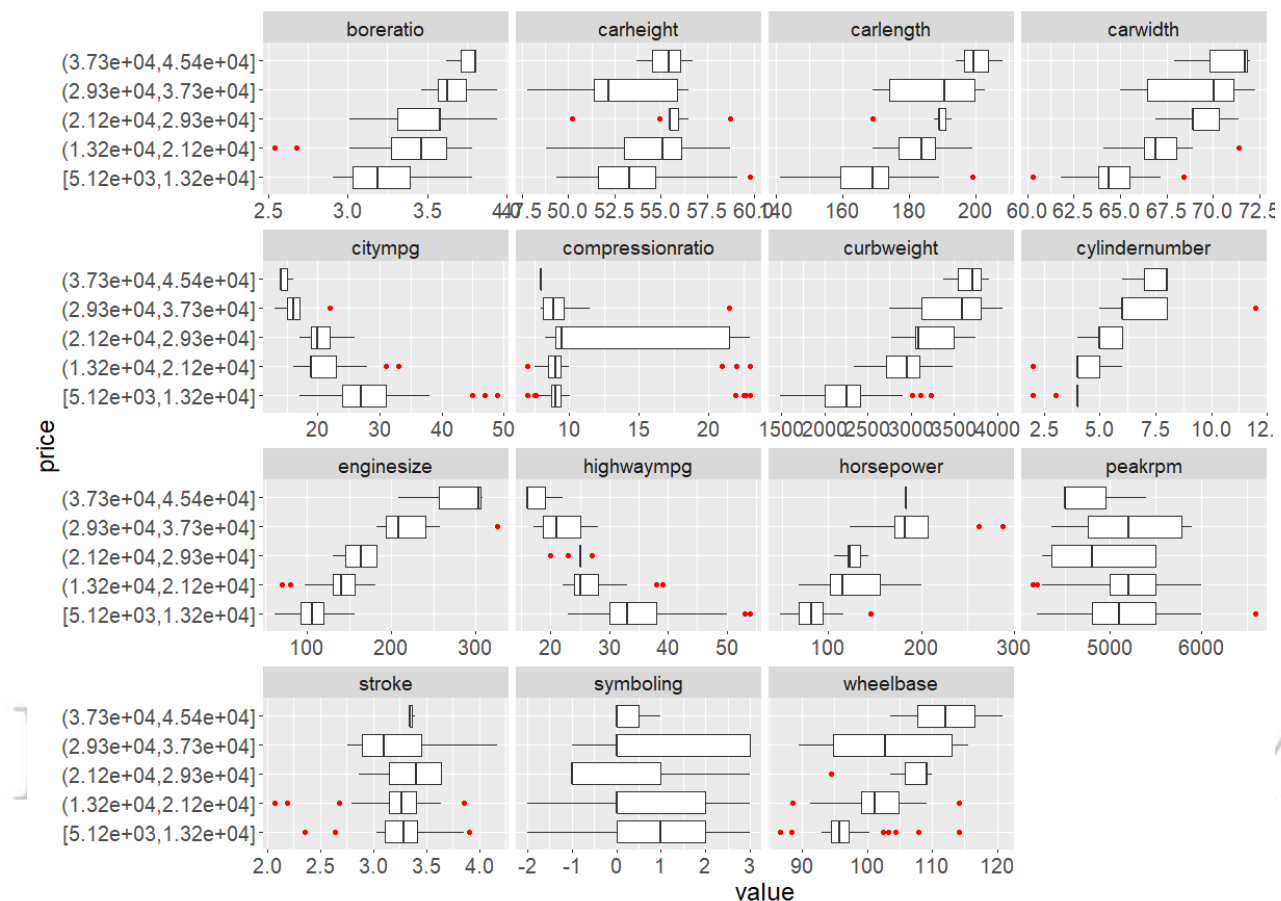 boreratio carheight carlength carwidth
(3.73e+04,4.54e+04]
(2.93e+04,3.73e+04]
(2.12e+04,2.93e+04]
(1.32e+04,2.12e+04]
[5.12e+03,1.32e+04]
2.5 3.0 3.5 4.0 47.5 50.0 52.5 55.0 57.5 60.0 140 160 180 200 60.0 62.5 65.0 67.5 70.0 72.5
citympg compressionratio curbweight cylindernumber
(3.73e+04,4.54e+04]
(2.93e+04,3.73e+04]
(2.12e+04,2.93e+04]
(1.32e+04,2.12e+04]
[5.12e+03,1.32e+04]
20 30 40 50 10 20 1500 2000 2500 3000 3500 4000 2.5 5.0 7.5 10.0 12.
price
enginesize highwaympg horsepower peakrpm
(3.73e+04,4.54e+04]
(2.93e+04,3.73e+04]
(2.12e+04,2.93e+04]
(1.32e+04,2.12e+04]
[5.12e+03,1.32e+04]
100 200 300 20 30 40 50 100 200 300 5000 6000
stroke symboling wheelbase
(3.73e+04,4.54e+04]
(2.93e+04,3.73e+04]
(2.12e+04,2.93e+04]
(1.32e+04,2.12e+04]
[5.12e+03,1.32e+04]
2.0 2.5 3.0 3.5 4.0 -2 -1 0 1 2 3 90 100 110 120
value